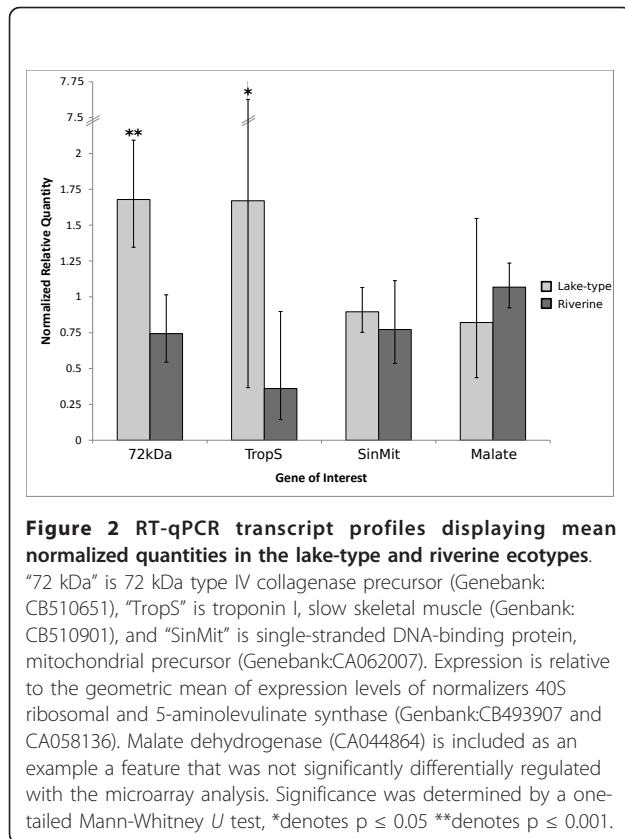 7.75
7.5
2
1.75
1.5
1.25
1
0.75
0.5
0.25
0
Normalized Relative Quantity
**
*
Lake-type
Riverine
72kDa TropS SinMit Malate
Gene of Interest
Figure 2 RT-qPCR transcript profiles displaying mean
normalized quantities in the lake-type and riverine ecotypes.
"72 kDa" is 72 kDa type IV collagenase precursor (Genebank:
CB510651), "TropS" is troponin I, slow skeletal muscle (Genbank:
CB510901), and "SinMit" is single-stranded DNA-binding protein,
mitochondrial precursor (Genebank:CA062007). Expression is relative
to the geometric mean of expression levels of normalizers 40S
ribosomal and 5-aminolevulinate synthase (Genbank:CB493907 and
CA058136). Malate dehydrogenase (CA044864) is included as an
example a feature that was not significantly differentially regulated
with the microarray analysis. Significance was determined by a one-
tailed Mann-Whitney U test, *denotes p ≤ 0.05 **denotes p ≤ 0.001.